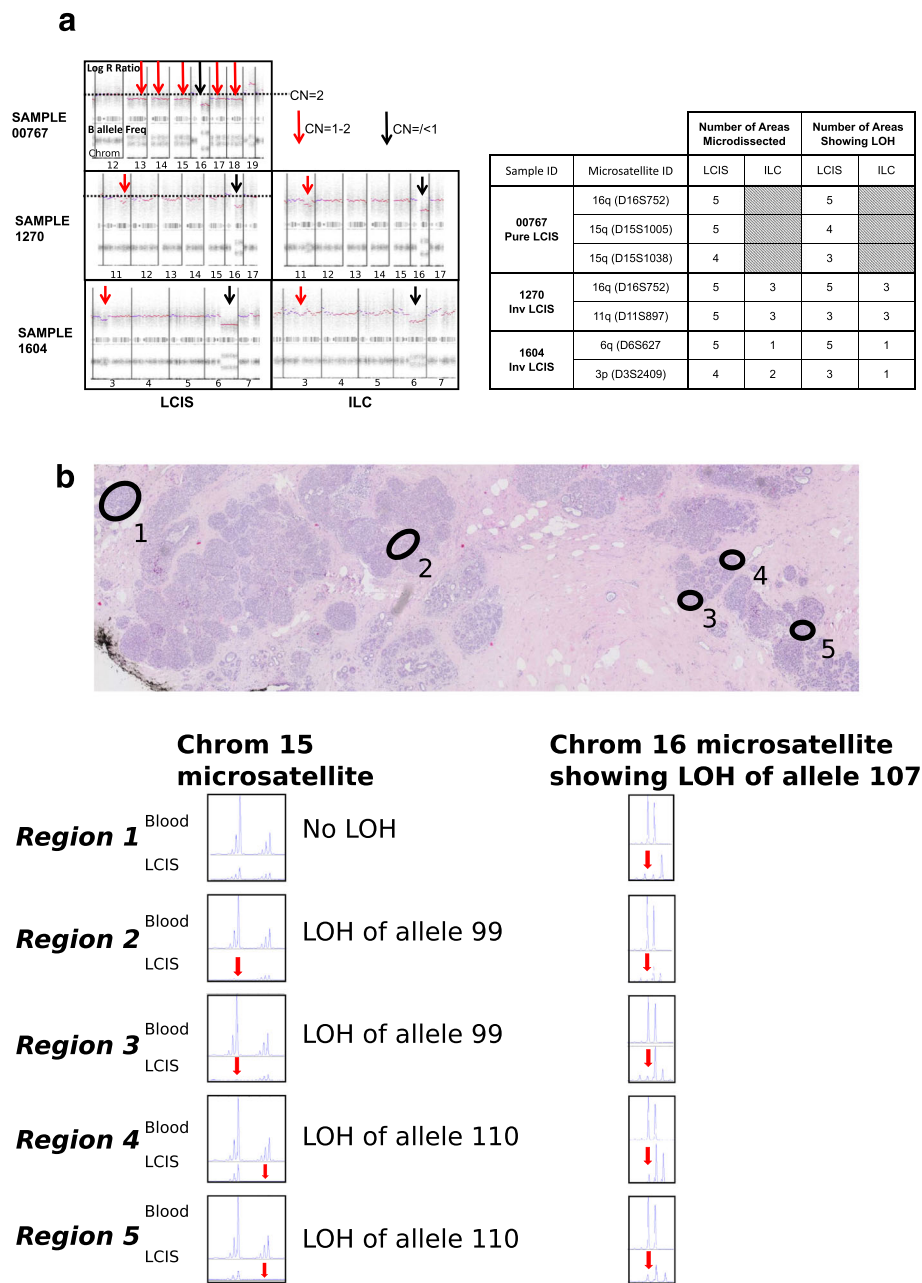 a
Log R Ratio
B allele Freq
Chrom
12 13 14 15 16 17 18 19
SAMPLE
00767
CN=2
CN=1-2
CN=/<1
SAMPLE
1270
11 12 13 14 15 16 17
11 12 13 14 15 16 17
SAMPLE
1604
3 4 5 6 7
3 4 5 6 7
LCIS
ILC
Number of Areas Microdissected
Number of Areas Showing LOH
Sample ID Microsatellite ID LCIS ILC LCIS ILC
00767
Pure LCIS
16q (D16S752) 5 5
15q (D15S1005) 5 4
15q (D15S1038) 4 3
1270
Inv LCIS
16q (D16S752) 5 3 5 3
11q (D11S897) 5 3 3 3
1604
Inv LCIS
6q (D6S627 5 1 5 1
3p (D3S2409) 4 2 3 1
b
1
2
3
4
5
Chrom 15
microsatellite
Chrom 16 microsatellite
showing LOH of allele 107
Region 1
Blood
LCIS
No LOH
Region 2
Blood
LCIS
LOH of allele 99
Region 3
Blood
LCIS
LOH of allele 99
Region 4
Blood
LCIS
LOH of allele 110
Region 5
Blood
LCIS
LOH of allele 110